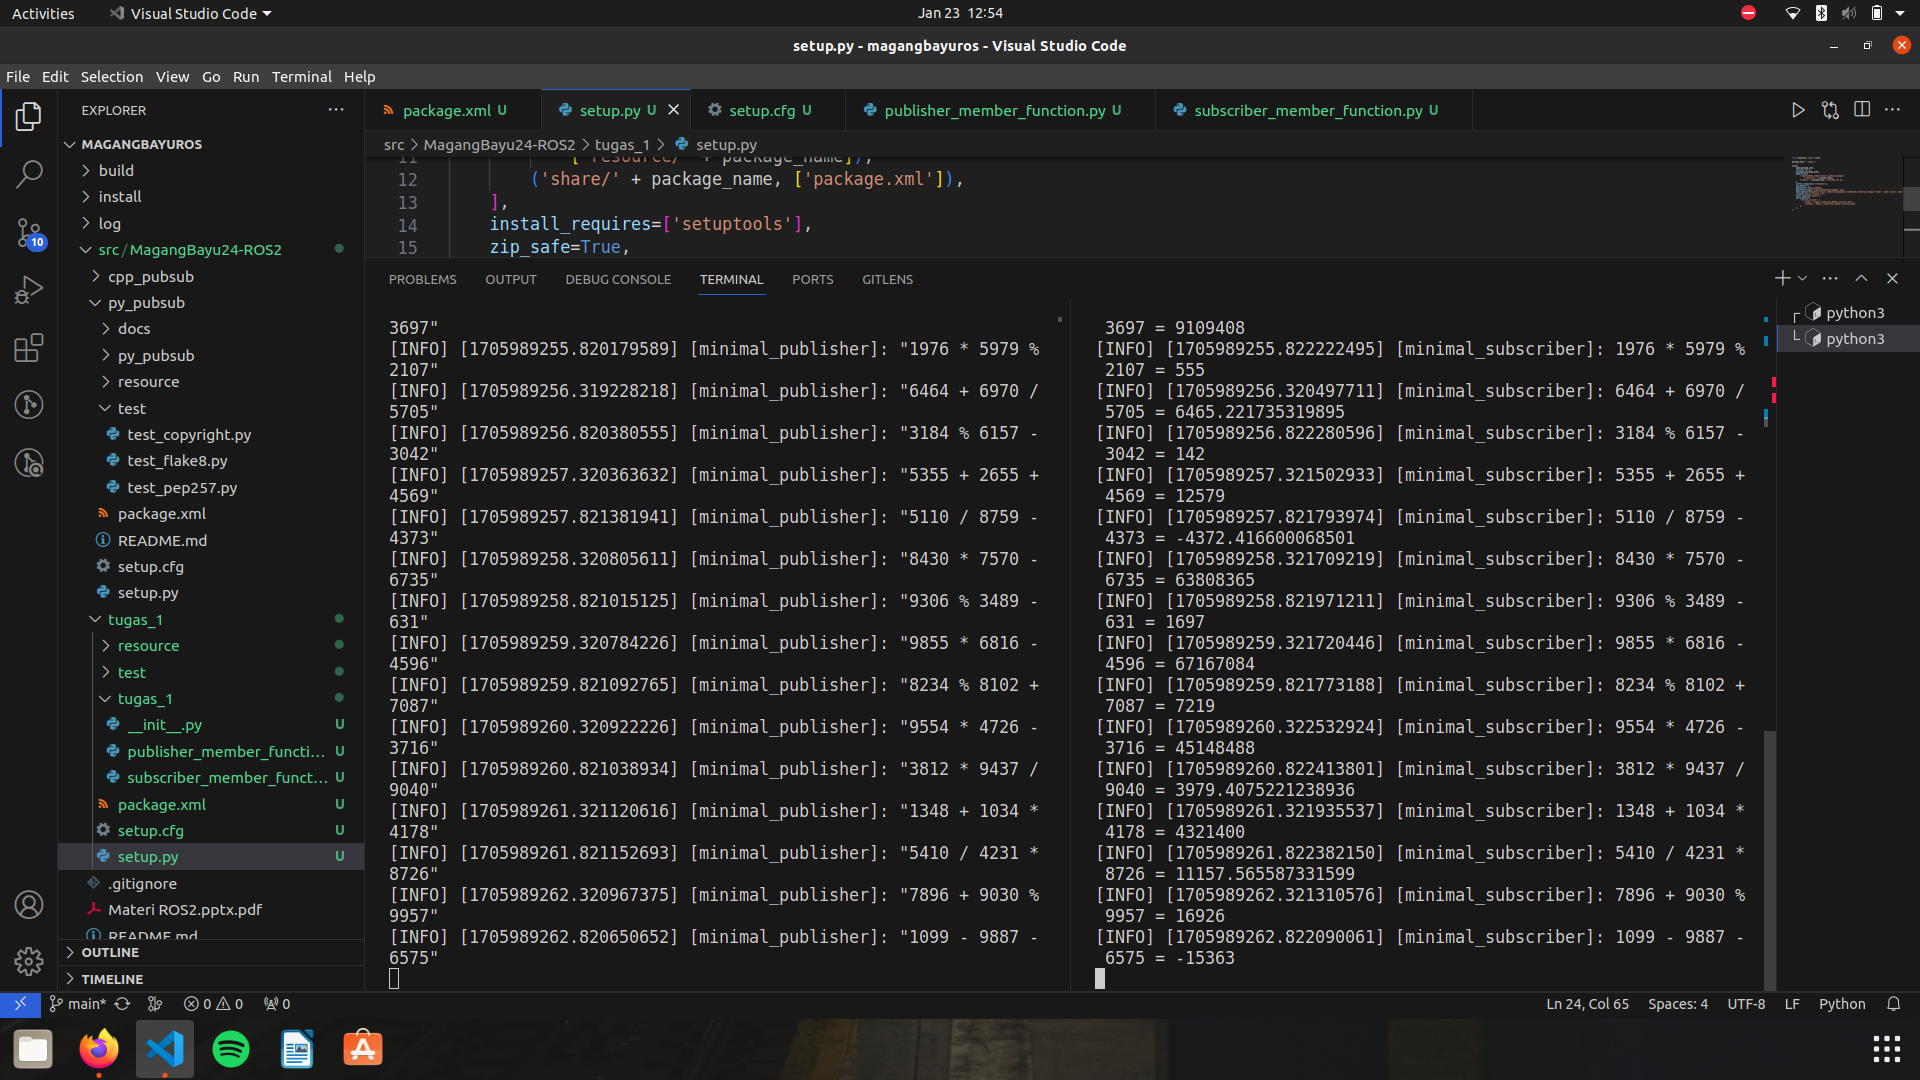 Activities
Visual Studio Code
Jan 23 12:54
setup.py - magangbayuros - Visual Studio Code
File Edit Selection View Go Run Terminal Help
EXPLORER
MAGANGBAYUROS
build
install
log
src/MagangBayu24-ROS2
cpp_pubsub
py_pubsub
docs
py_pubsub
resource
test
test_copyright.py
test_flake8.py
test_pep257.py
package.xml
README.md
setup.cfg
setup.py
tugas_1
resource
test
tugas_1
__init__.py U
publisher_member_functi... U
subscriber_member_funct... U
package.xml U
setup.cfg U
setup.py U
.gitignore
Materi ROS2.pptx.pdf
README.md
OUTLINE
TIMELINE
10
package.xml U
setup.py U
setup.cfg U
publisher_member_function.py U
subscriber_member_function.py U
src > MagangBayu24-ROS2 > tugas_1 > setup.py
11 ['resource/' + package_name]),
12 ('share/' + package_name, ['package.xml']),
13 ],
14 install_requires=['setuptools'],
15 zip_safe=True,
PROBLEMS OUTPUT DEBUG CONSOLE TERMINAL PORTS GITLENS
3697"
[INFO] [1705989255.820179589] [minimal_publisher]: "1976 * 5979 %
2107"
[INFO] [1705989256.319228218] [minimal_publisher]: "6464 + 6970 /
5705"
[INFO] [1705989256.820380555] [minimal_publisher]: "3184 % 6157 -
3042"
[INFO] [1705989257.320363632] [minimal_publisher]: "5355 + 2655 +
4569"
[INFO] [1705989257.821381941] [minimal_publisher]: "5110 / 8759 -
4373"
[INFO] [1705989258.320805611] [minimal_publisher]: "8430 * 7570 -
6735"
[INFO] [1705989258.821015125] [minimal_publisher]: "9306 % 3489 -
631"
[INFO] [1705989259.320784226] [minimal_publisher]: "9855 * 6816 -
4596"
[INFO] [1705989259.821092765] [minimal_publisher]: "8234 % 8102 +
7087"
[INFO] [1705989260.320922226] [minimal_publisher]: "9554 * 4726 -
3716"
[INFO] [1705989260.821038934] [minimal_publisher]: "3812 * 9437 /
9040"
[INFO] [1705989261.321120616] [minimal_publisher]: "1348 + 1034 *
4178"
[INFO] [1705989261.821152693] [minimal_publisher]: "5410 / 4231 *
8726"
[INFO] [1705989262.320967375] [minimal_publisher]: "7896 + 9030 %
9957"
[INFO] [1705989262.820650652] [minimal_publisher]: "1099 - 9887 -
6575"
3697 = 9109408
[INFO] [1705989255.822222495] [minimal_subscriber]: 1976 * 5979 %
2107 = 555
[INFO] [1705989256.320497711] [minimal_subscriber]: 6464 + 6970 /
5705 = 6465.221735319895
[INFO] [1705989256.822280596] [minimal_subscriber]: 3184 % 6157 -
3042 = 142
[INFO] [1705989257.321502933] [minimal_subscriber]: 5355 + 2655 +
4569 = 12579
[INFO] [1705989257.821793974] [minimal_subscriber]: 5110 / 8759 -
4373 = -4372.416600068501
[INFO] [1705989258.321709219] [minimal_subscriber]: 8430 * 7570 -
6735 = 63808365
[INFO] [1705989258.821971211] [minimal_subscriber]: 9306 % 3489 -
631 = 1697
[INFO] [1705989259.321720446] [minimal_subscriber]: 9855 * 6816 -
4596 = 67167084
[INFO] [1705989259.821773188] [minimal_subscriber]: 8234 % 8102 +
7087 = 7219
[INFO] [1705989260.322532924] [minimal_subscriber]: 9554 * 4726 -
3716 = 45148488
[INFO] [1705989260.822413801] [minimal_subscriber]: 3812 * 9437 /
9040 = 3979.4075221238936
[INFO] [1705989261.321935537] [minimal_subscriber]: 1348 + 1034 *
4178 = 4321400
[INFO] [1705989261.822382150] [minimal_subscriber]: 5410 / 4231 *
8726 = 11157.565587331599
[INFO] [1705989262.321310576] [minimal_subscriber]: 7896 + 9030 %
9957 = 16926
[INFO] [1705989262.822090061] [minimal_subscriber]: 1099 - 9887 -
6575 = -15363
python3
python3
main* 0 0 0
Ln 24, Col 65 Spaces: 4 UTF-8 LF Python